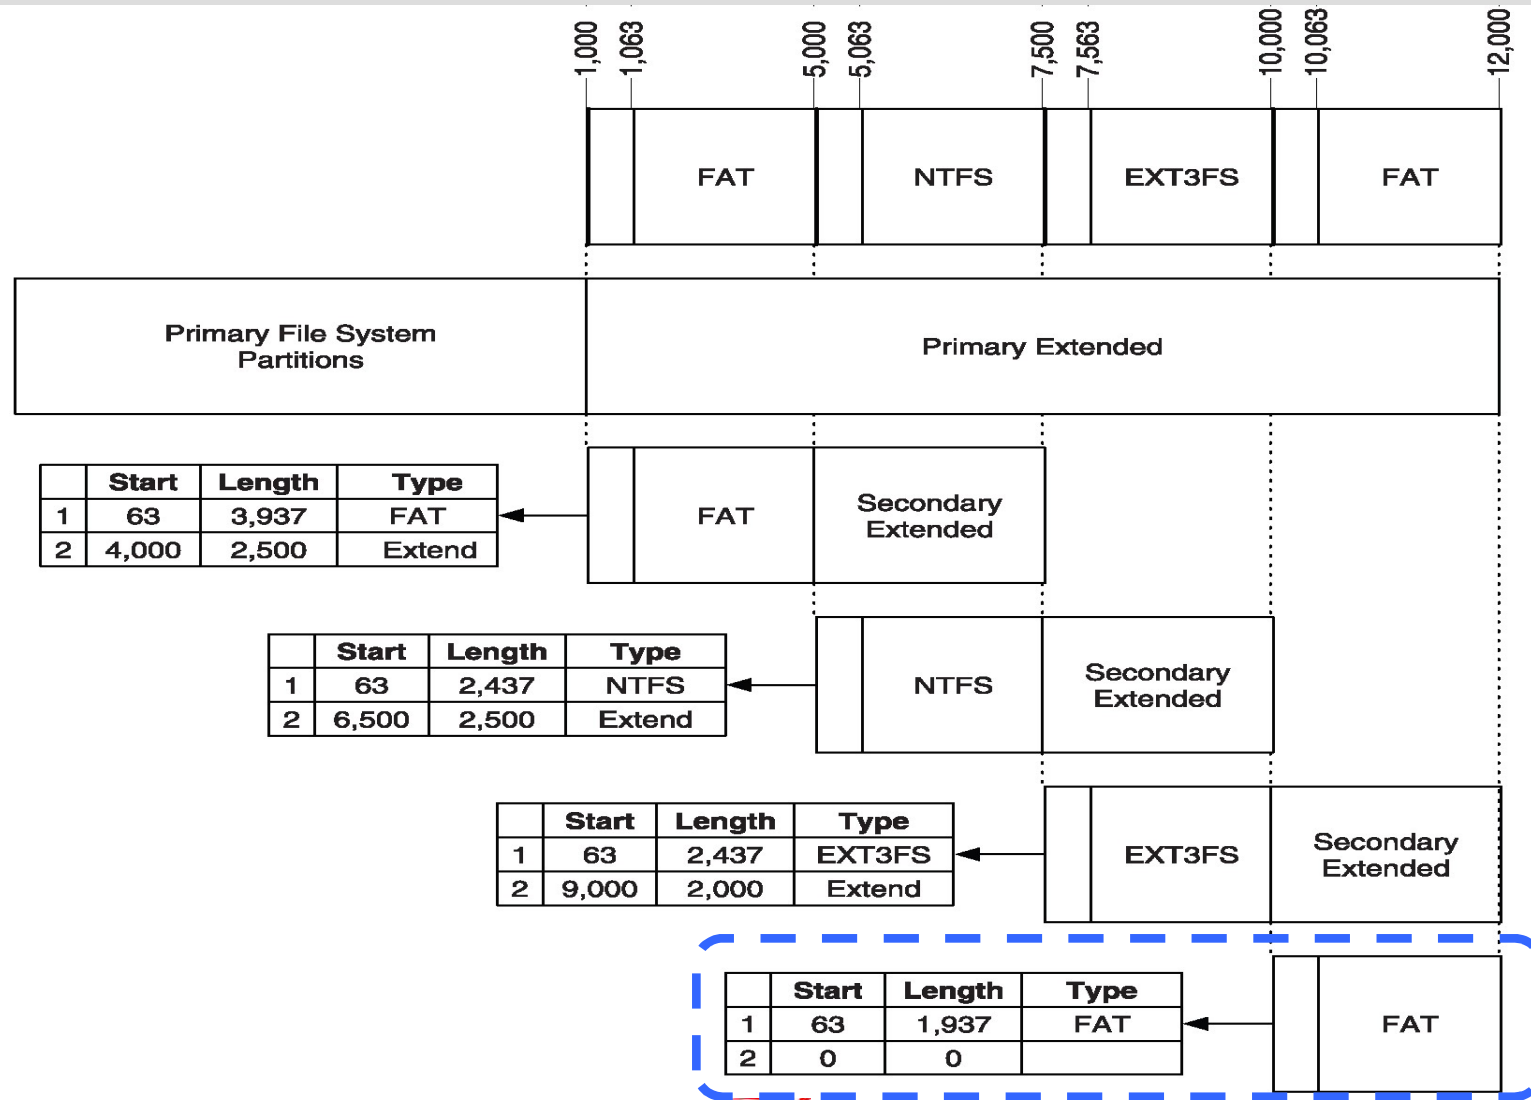 1,000 1,063 5,000 5,063 7,500 7,563 10,000 10,063 12,000
FAT NTFS EXT3FS FAT
Primary File System
Partitions
Primary Extended
Start Length Type
1 63 3,937 FAT
2 4,000 2,500 Extend
FAT
Secondary
Extended
Start Length Type
1 63 2,437 NTFS
2 6,500 2,500 Extend
NTFS
Secondary
Extended
Start Length Type
1 63 2,437 EXT3FS
2 9,000 2,000 Extend
EXT3FS
Secondary
Extended
Start Length Type
1 63 1,937 FAT
2 0 0
FAT